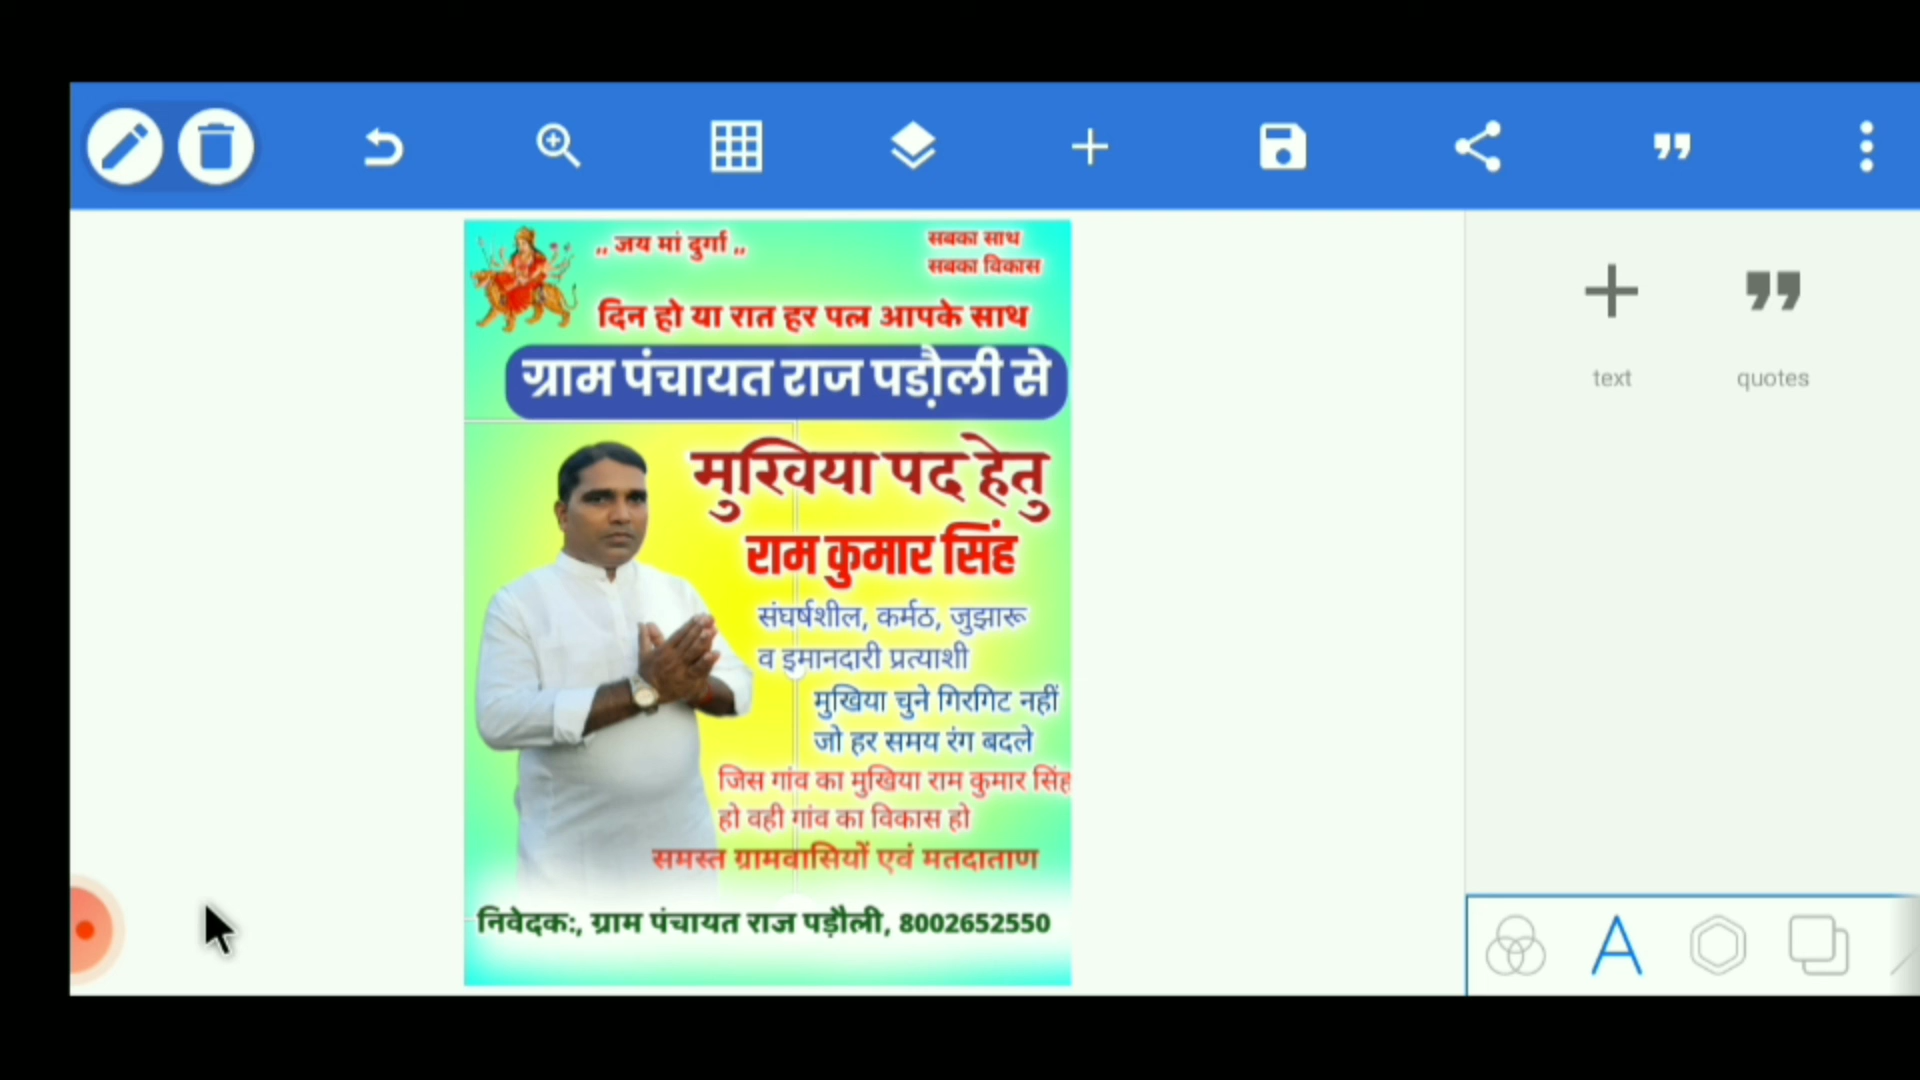 ,, जय मां दुर्गा ,,
सबका साथ
सबका विकास
दिन हो या रात हर पल आपके साथ
ग्राम पंचायत राज पड़ौली से
मुखिया पद हेतु
राम कुमार सिंह
संघर्षशील, कर्मठ, जुझारू
व इमानदारी प्रत्याशी
मुखिया चुने गिरगिट नहीं
जो हर समय रंग बदले
जिस गांव का मुखिया राम कुमार सिंह
हो वही गांव का विकास हो
समस्त ग्रामवासियों एवं मतदाताण
निवेदक:, ग्राम पंचायत राज पड़ौली, 8002652550
text
quotes